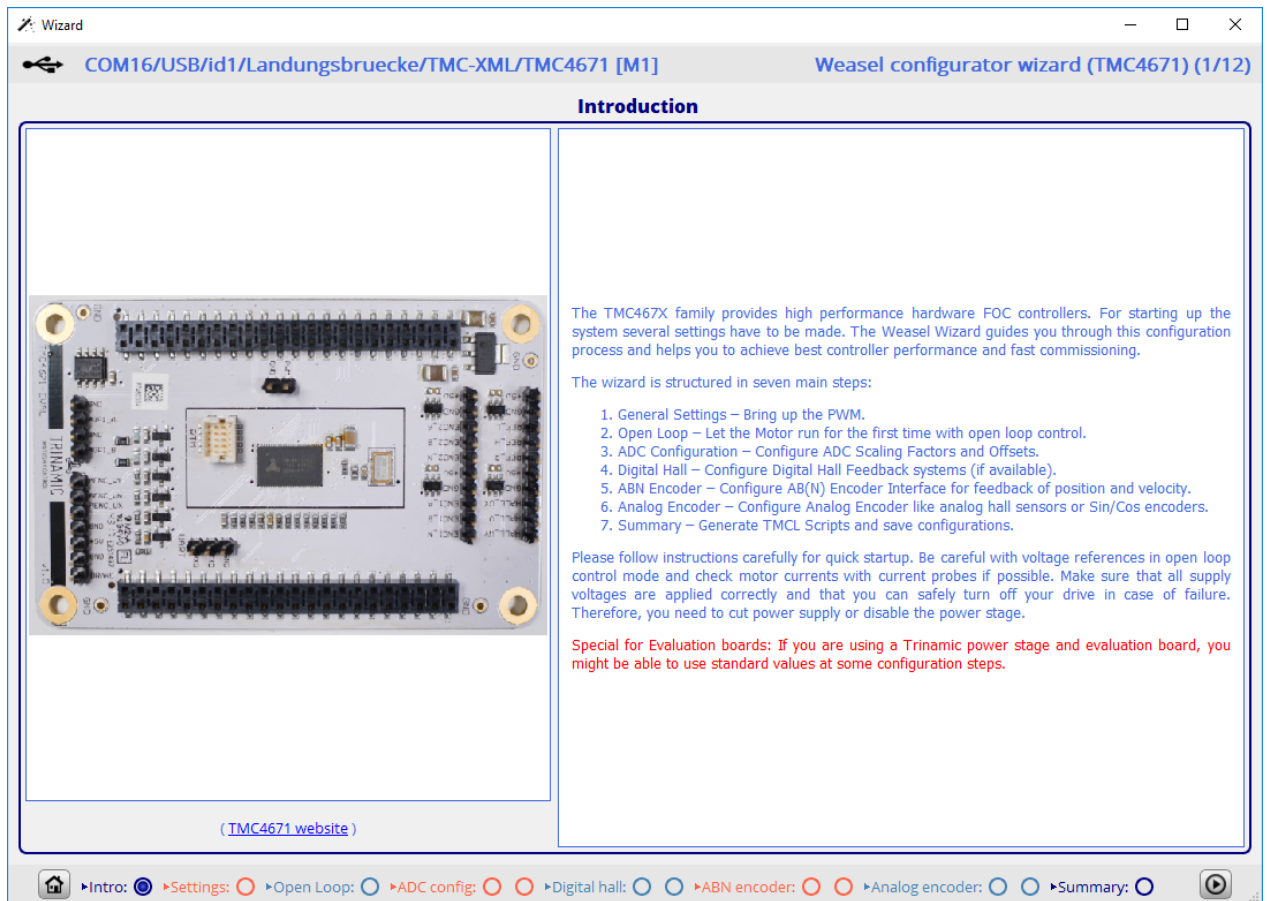 Wizard
COM16/USB/id1/Landungsbruecke/TMC-XML/TMC4671 [M1]
Weasel configurator wizard (TMC4671) (1/12)
Introduction
GND
GND
TRINAMIC
UART
GND
GND
V1.0
The TMC467X family provides high performance hardware FOC controllers. For starting up the
system several settings have to be made. The Weasel Wizard guides you through this configuration
process and helps you to achieve best controller performance and fast commissioning.
The wizard is structured in seven main steps:
1. General Settings – Bring up the PWM.
2. Open Loop – Let the Motor run for the first time with open loop control.
3. ADC Configuration – Configure ADC Scaling Factors and Offsets.
4. Digital Hall – Configure Digital Hall Feedback systems (if available).
5. ABN Encoder – Configure AB(N) Encoder Interface for feedback of position and velocity.
6. Analog Encoder – Configure Analog Encoder like analog hall sensors or Sin/Cos encoders.
7. Summary – Generate TMCL Scripts and save configurations.
Please follow instructions carefully for quick startup. Be careful with voltage references in open loop
control mode and check motor currents with current probes if possible. Make sure that all supply
voltages are applied correctly and that you can safely turn off your drive in case of failure.
Therefore, you need to cut power supply or disable the power stage.
Special for Evaluation boards: If you are using a Trinamic power stage and evaluation board, you
might be able to use standard values at some configuration steps.
( TMC4671 website )
Intro: Settings: Open Loop: ADC config: Digital hall: ABN encoder: Analog encoder: Summary: